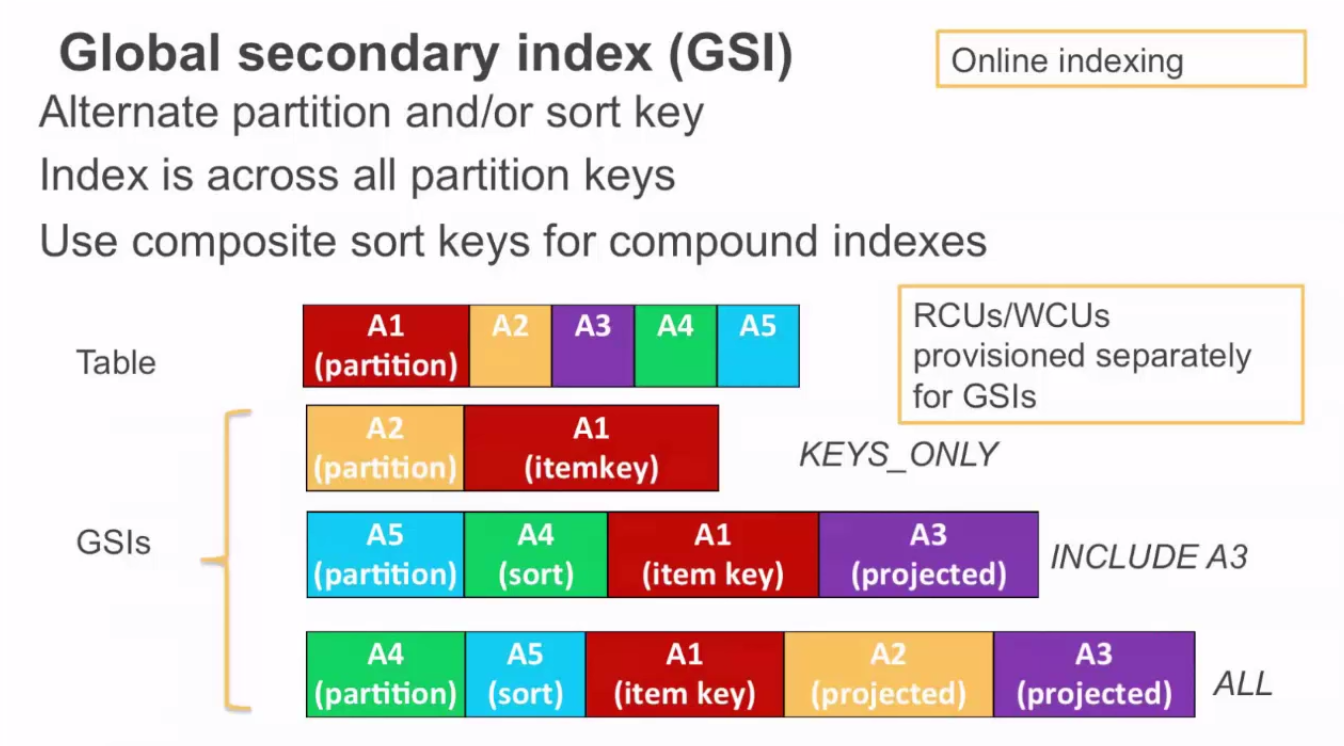 Global secondary index (GSI)
Online indexing
Alternate partition and/or sort key
Index is across all partition keys
Use composite sort keys for compound indexes
RCUs/WCUs
provisioned separately
for GSIs
Table
A1
(partition)
A2
A3
A4
A5
GSIs
A2
(partition)
A1
(itemkey)
KEYS_ONLY
A5
(partition)
A4
(sort)
A1
(item key)
A3
(projected)
INCLUDE A3
A4
(partition)
A5
(sort)
A1
(item key)
A2
(projected)
A3
(projected)
ALL